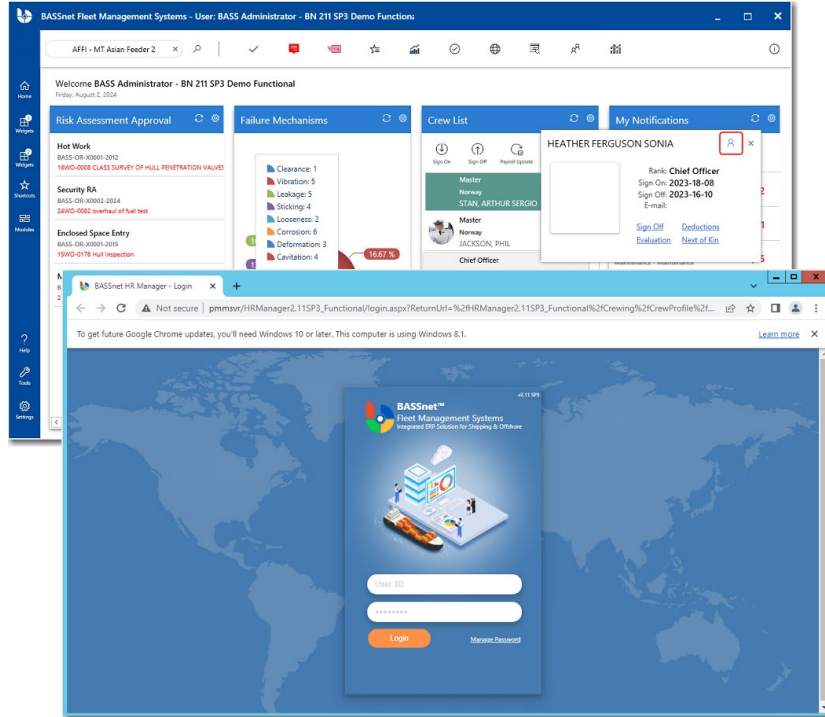 BASSnet Fleet Management Systems - User: BASS Administrator - BN 211 SP3 Demo Function
AFFI - MT Asian Feeder 2
Welcome BASS Administrator - BN 211 SP3 Demo Functional
Friday, August 2, 2024
Home
Widgets
Widgets
Shortcuts
Modules
Help
Tools
Settings
Risk Assessment Approval
Hot Work
BASS-OR-X0001-2012
18WO-0008 CLASS SURVEY OF HULL PENETRATION VALVES
Security RA
BASS-OR-X0002-2024
24WO-0082 overhaul of fuel test
Enclosed Space Entry
BASS-OR-X0001-2015
15WO-0176 Hull Inspection
Failure Mechanisms
Clearance: 1
Vibration: 5
Leakage: 5
Sticking: 4
Looseness: 2
Corrosion: 6
Deformation: 3
Cavitation: 4
16.67 %
Crew List
Sign On
Sign Off
Payroll Update
Master
Norway
STAN, ARTHUR SERGIO
Master
Norway
JACKSON, PHIL
Chief Officer
My Notifications
HEATHER FERGUSON SONIA
Rank: Chief Officer
Sign On: 2023-18-08
Sign Off: 2023-16-10
E-mail:
Sign Off Deductions
Evaluation Next of Kin
2
1
5
BASSnet HR Manager - Login
Not secure | pmmsvr/HRManager2.11SP3_Functional/login.aspx?ReturnUrl=%2fHRManager2.11SP3_Functional%2fCrewing%2fCrewProfile%2f...
To get future Google Chrome updates, you'll need Windows 10 or later. This computer is using Windows 8.1.
Learn more
v2.11 SP3
BASSnet™
Fleet Management Systems
Integrated ERP Solution for Shipping & Offshore
User ID
Login
Manage Password